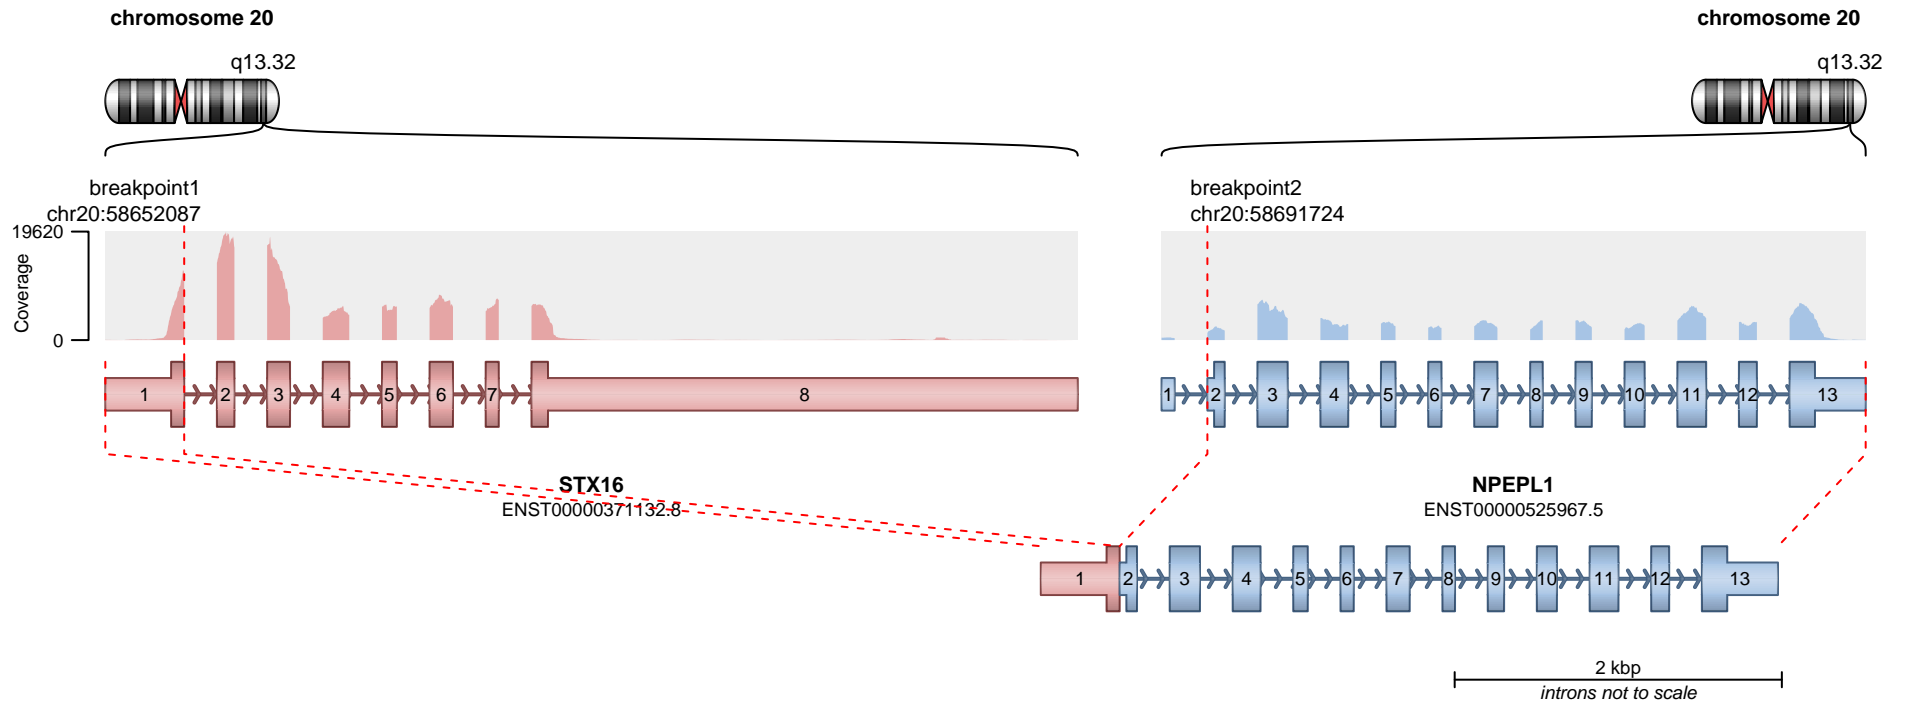 chromosome 20
chromosome 20
q13.32
q13.32
breakpoint1
chr20:58652087
breakpoint2
chr20:58691724
19620
Coverage
0
1 2 3 4 5 6 7 8
1 2 3 4 5 6 7 8 9 10 11 12 13
STX16
ENST00000371132.8
NPEPL1
ENST00000525967.5
1 2 3 4 5 6 7 8 9 10 11 12 13
2 kbp
introns not to scale